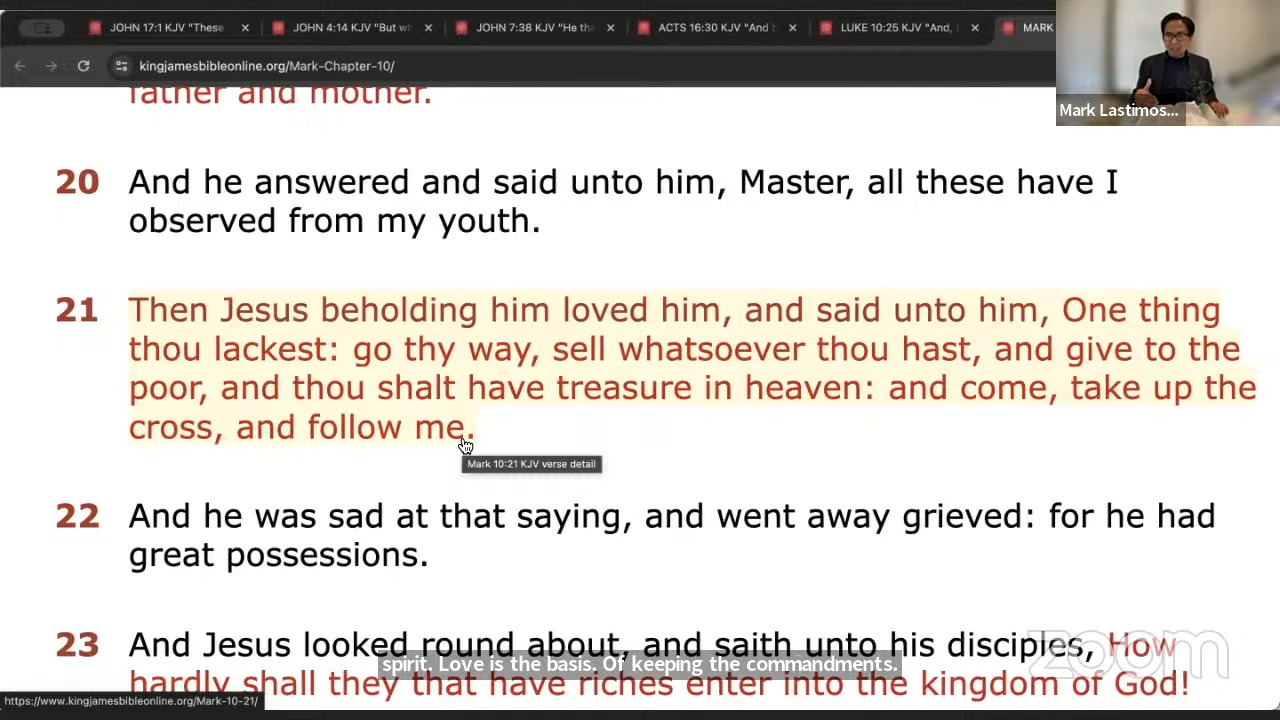 JOHN 17:1 KJV "These
JOHN 4:14 KJV "But wh
JOHN 7:38 KJV "He tha
ACTS 16:30 KJV "And b
LUKE 10:25 KJV "And,
MARK
kingjamesbibleonline.org/Mark-Chapter-10/
Mark Lastimos...
father and mother.
20 And he answered and said unto him, Master, all these have I
observed from my youth.
21 Then Jesus beholding him loved him, and said unto him, One thing
thou lackest: go thy way, sell whatsoever thou hast, and give to the
poor, and thou shalt have treasure in heaven: and come, take up the
cross, and follow me.
Mark 10:21 KJV verse detail
22 And he was sad at that saying, and went away grieved: for he had
great possessions.
23 And Jesus looked round about, and saith unto his disciples, How
hardly shall they that have riches enter into the kingdom of God!
spirit. Love is the basis. Of keeping the commandments.
zoom
https://www.kingjamesbibleonline.org/Mark-10-21/